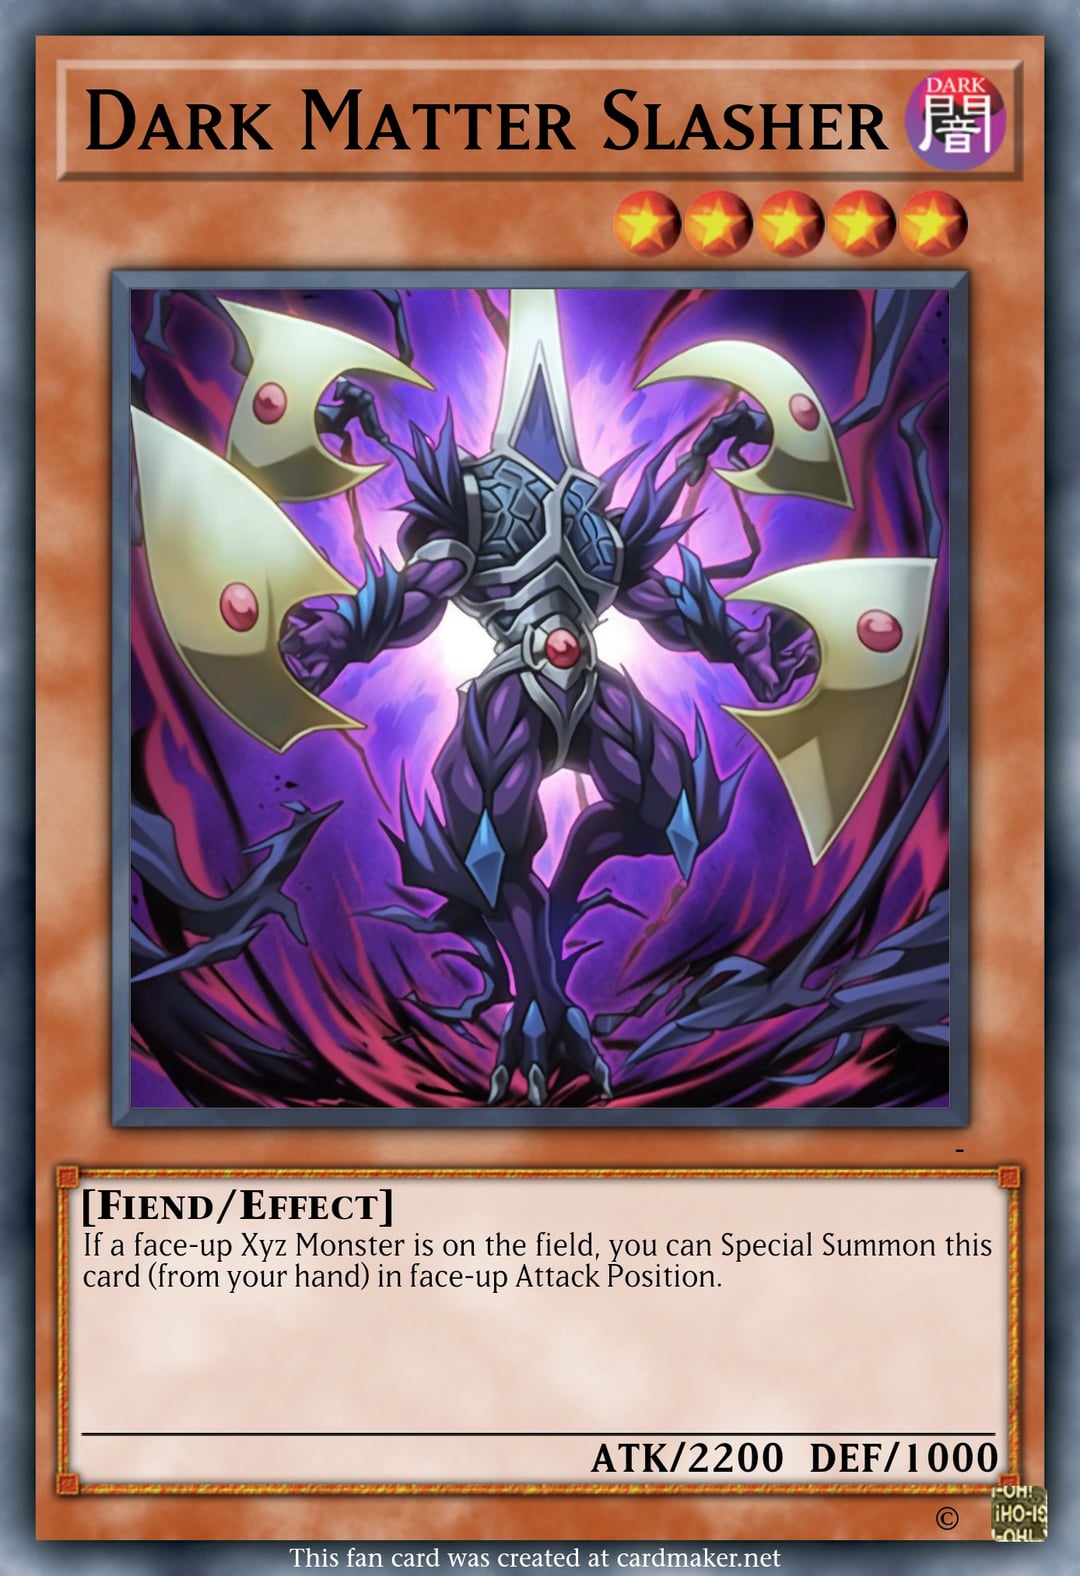 Dark Matter Slasher
DARK
闇
-
[Fiend/Effect]
If a face-up Xyz Monster is on the field, you can Special Summon this
card (from your hand) in face-up Attack Position.
ATK/2200 DEF/1000
©
-OH!
This fan card was created at cardmaker.net